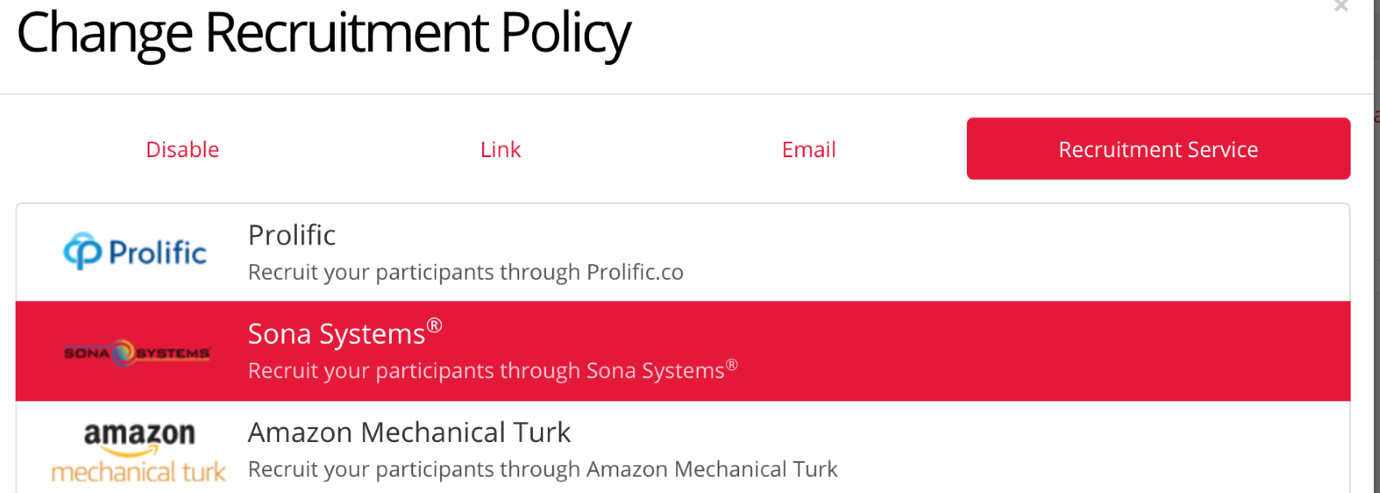 Change Recruitment Policy
×
Disable Link Email Recruitment Service
Prolific
Prolific
Recruit your participants through Prolific.co
SONA SYSTEMS
Sona Systems®
Recruit your participants through Sona Systems®
amazon
mechanical turk
Amazon Mechanical Turk
Recruit your participants through Amazon Mechanical Turk